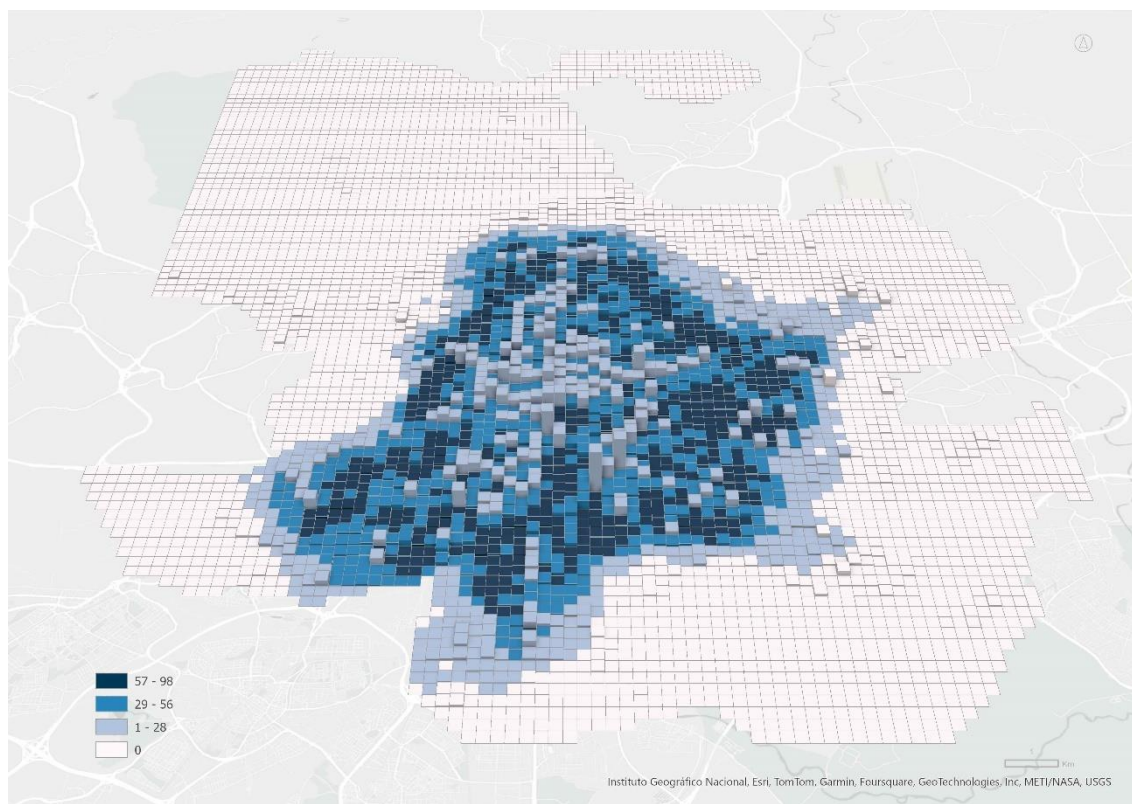 57 - 98
29 - 56
1 - 28
0
1
Km
Instituto Geográfico Nacional, Esri, TomTom, Garmin, Foursquare, GeoTechnologies, Inc, METI/NASA, USGS